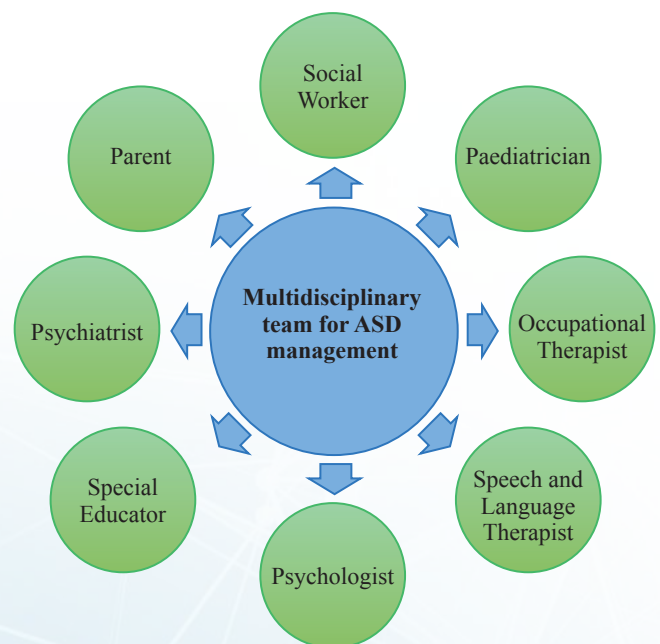 Social
Worker
Parent
Paediatrician
Multidisciplinary
team for ASD
management
Psychiatrist
Occupational
Therapist
Special
Educator
Speech and
Language
Therapist
Psychologist